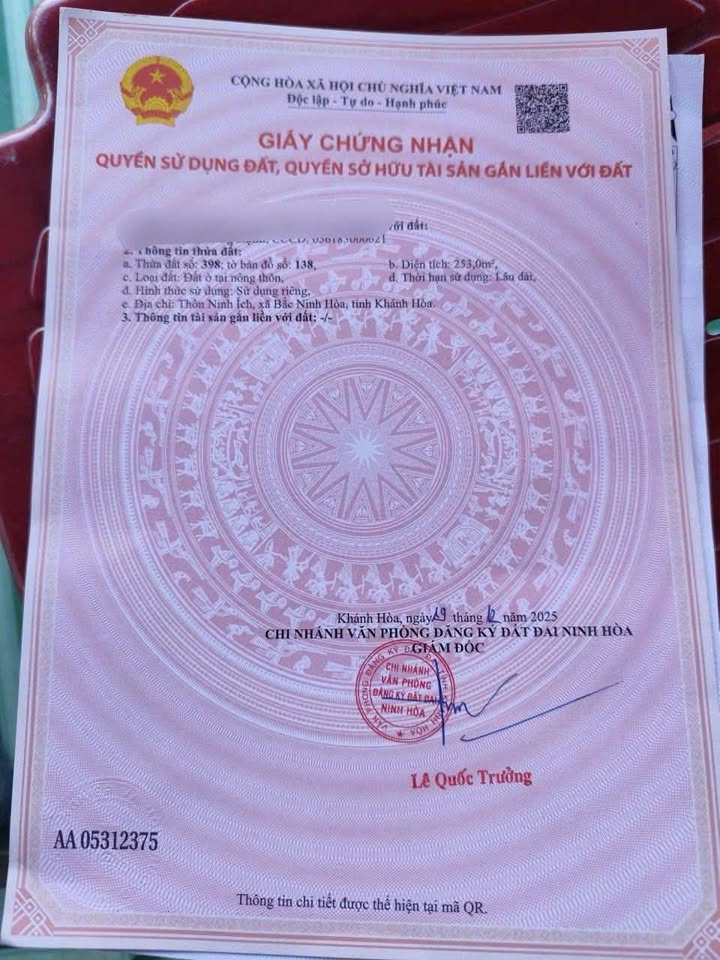 CỘNG HÒA XÃ HỘI CHỦ NGHĨA VIỆT NAM
Độc lập - Tự do - Hạnh phúc
GIẤY CHỨNG NHẬN
QUYỀN SỬ DỤNG ĐẤT, QUYỀN SỞ HỮU TÀI SẢN GẮN LIỀN VỚI ĐẤT
với đất:
CCCD: 056183000621
2. Thông tin thửa đất:
a. Thửa đất số: 398; tờ bản đồ số: 138, b. Diện tích: 253,0m²,
c. Loại đất: Đất ở tại nông thôn, d. Thời hạn sử dụng: Lâu dài,
đ. Hình thức sử dụng: Sử dụng riêng,
e. Địa chỉ: Thôn Ninh Ích, xã Bắc Ninh Hòa, tỉnh Khánh Hòa.
3. Thông tin tài sản gắn liền với đất: -/-
Khánh Hòa, ngày 19 tháng 12 năm 2025
CHI NHÁNH VĂN PHÒNG ĐĂNG KÝ ĐẤT ĐAI NINH HÒA
GIÁM ĐỐC
CHI NHÁNH
VĂN PHÒNG
ĐĂNG KÝ ĐẤT ĐAI
NINH HÒA
Lê Quốc Trưởng
AA 05312375
Thông tin chi tiết được thể hiện tại mã QR.